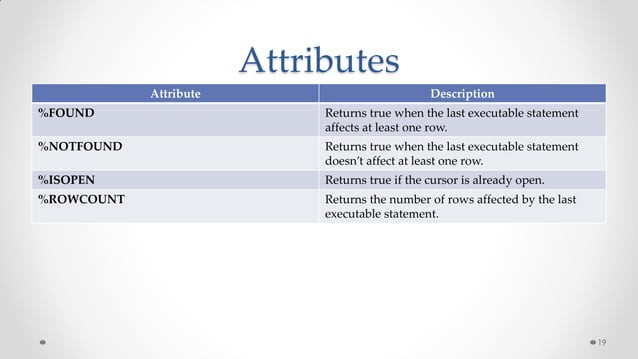 Attributes
Attribute Description
%FOUND Returns true when the last executable statement
affects at least one row.
%NOTFOUND Returns true when the last executable statement
doesn't affect at least one row.
%ISOPEN Returns true if the cursor is already open.
%ROWCOUNT Returns the number of rows affected by the last
executable statement.
19